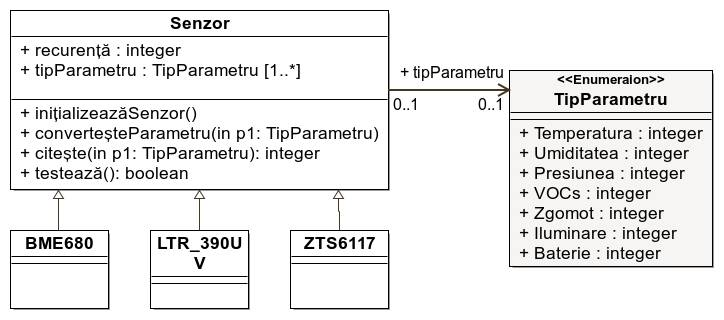 Senzor
+ recurență : integer
+ tipParametru : TipParametru [1..*]
+ inițializeazăSenzor()
+ converteșteParametru(in p1: TipParametru)
+ citește(in p1: TipParametru): integer
+ testează(): boolean
+ tipParametru
0..1
0..1
<<Enumeraion>>
TipParametru
+ Temperatura : integer
+ Umiditatea : integer
+ Presiunea : integer
+ VOCs : integer
+ Zgomot : integer
+ Iluminare : integer
+ Baterie : integer
BME680
LTR_390U
V
ZTS6117